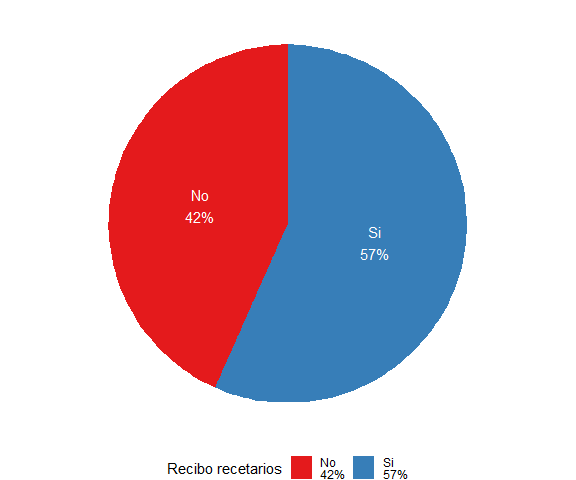 No
42%
Si
57%
Recibo recetarios
No
42%
Si
57%